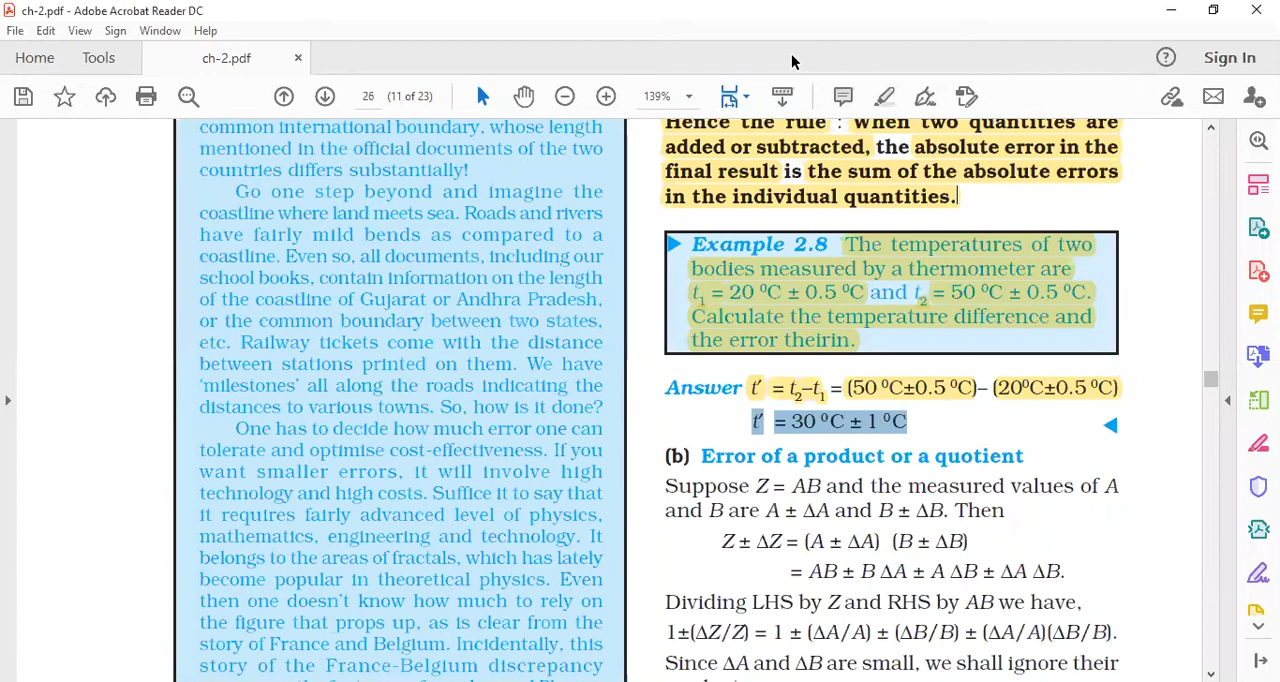 ch-2.pdf - Adobe Acrobat Reader DC
File Edit View Sign Window Help
Home Tools ch-2.pdf × ? Sign In
26 (11 of 23) 139%
common international boundary, whose length
mentioned in the official documents of the two
countries differs substantially!
Go one step beyond and imagine the
coastline where land meets sea. Roads and rivers
have fairly mild bends as compared to a
coastline. Even so, all documents, including our
school books, contain information on the length
of the coastline of Gujarat or Andhra Pradesh,
or the common boundary between two states,
etc. Railway tickets come with the distance
between stations printed on them. We have
‘milestones’ all along the roads indicating the
distances to various towns. So, how is it done?
One has to decide how much error one can
tolerate and optimise cost-effectiveness. If you
want smaller errors, it will involve high
technology and high costs. Suffice it to say that
it requires fairly advanced level of physics,
mathematics, engineering and technology. It
belongs to the areas of fractals, which has lately
become popular in theoretical physics. Even
then one doesn’t know how much to rely on
the figure that props up, as is clear from the
story of France and Belgium. Incidentally, this
story of the France-Belgium discrepancy
Hence the rule : When two quantities are
added or subtracted, the absolute error in the
final result is the sum of the absolute errors
in the individual quantities.
Example 2.8 The temperatures of two
bodies measured by a thermometer are
t₁ = 20 ⁰C ± 0.5 ⁰C and t₂ = 50 ⁰C ± 0.5 ⁰C.
Calculate the temperature difference and
the error theirin.
Answer t′ = t₂–t₁ = (50 ⁰C±0.5 ⁰C)– (20⁰C±0.5 ⁰C)
t′ = 30 ⁰C ± 1 ⁰C
(b) Error of a product or a quotient
Suppose Z = AB and the measured values of A
and B are A ± ΔA and B ± ΔB. Then
Z ± ΔZ = (A ± ΔA) (B ± ΔB)
= AB ± B ΔA ± A ΔB ± ΔA ΔB.
Dividing LHS by Z and RHS by AB we have,
1±(ΔZ/Z) = 1 ± (ΔA/A) ± (ΔB/B) ± (ΔA/A)(ΔB/B).
Since ΔA and ΔB are small, we shall ignore their